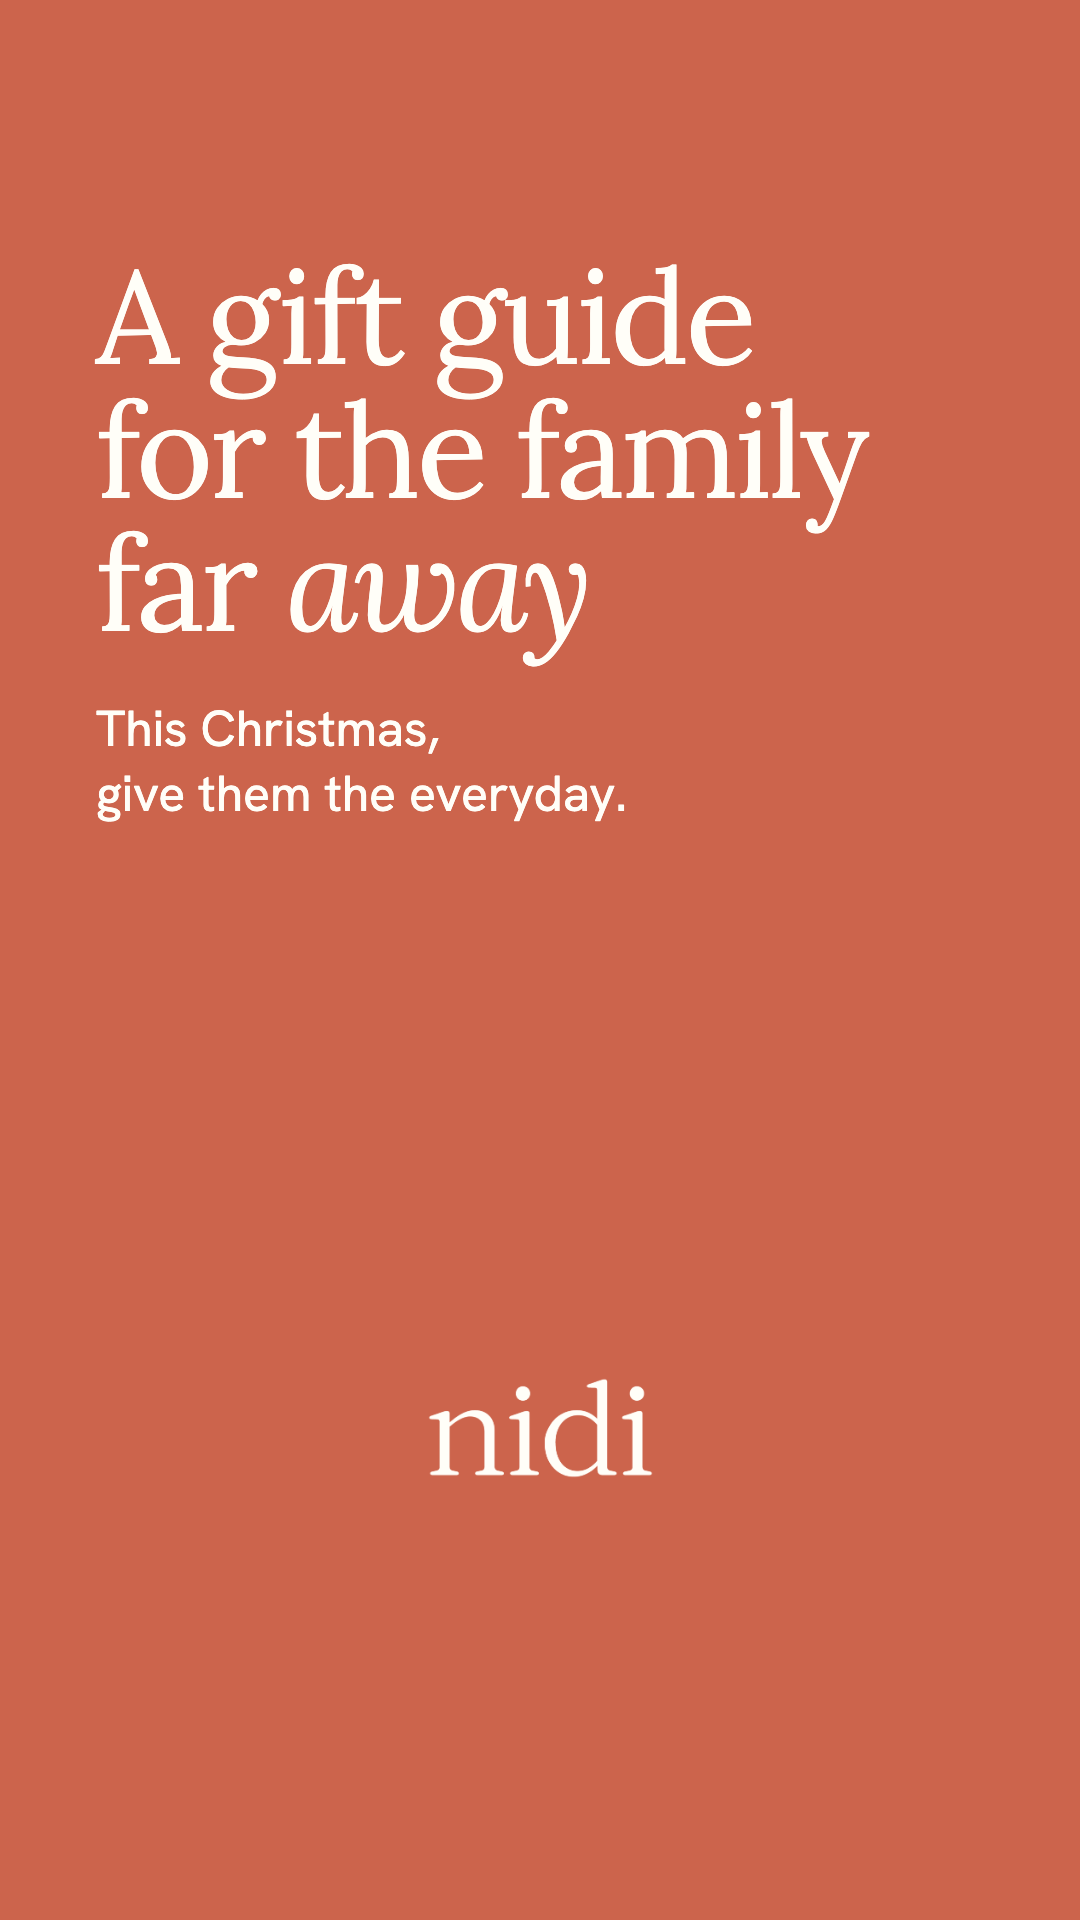 A gift guide
for the family
far away
This Christmas,
give them the everyday.
nidi